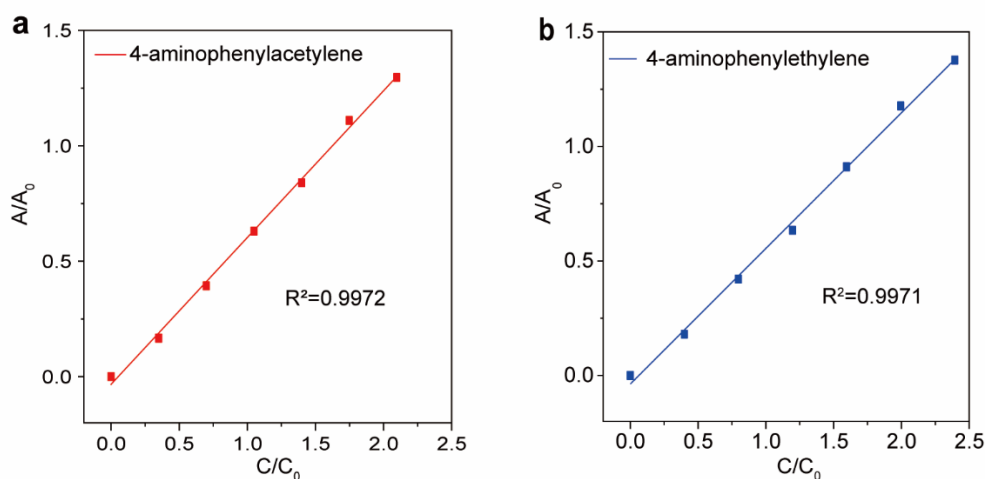 a
1.5
4-aminophenylacetylene
1.0
A/A₀
0.5
R²=0.9972
0.0
0.0 0.5 1.0 1.5 2.0 2.5
C/C₀
b
1.5
4-aminophenylethylene
1.0
A/A₀
0.5
R²=0.9971
0.0
0.0 0.5 1.0 1.5 2.0 2.5
C/C₀